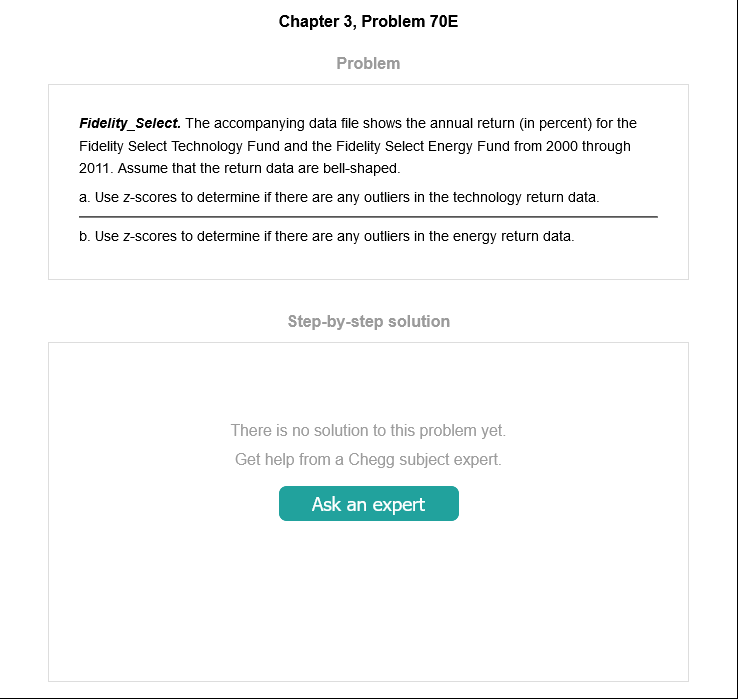 Chapter 3, Problem 70E
Problem
Fidelity_Select. The accompanying data file shows the annual return (in percent) for the
Fidelity Select Technology Fund and the Fidelity Select Energy Fund from 2000 through
2011. Assume that the return data are bell-shaped.
a. Use z-scores to determine if there are any outliers in the technology return data.
b. Use z-scores to determine if there are any outliers in the energy return data.
Step-by-step solution
There is no solution to this problem yet.
Get help from a Chegg subject expert.
Ask an expert